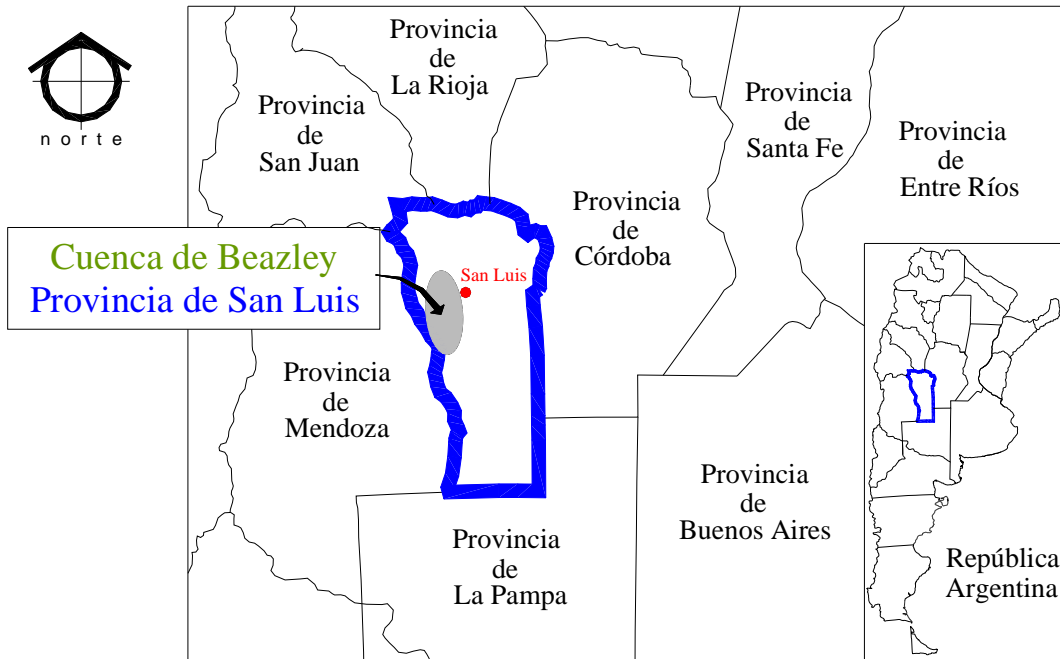 n o r t e
Provincia
de
La Rioja
Provincia
de
San Juan
Provincia
de
Santa Fe
Provincia
de
Entre Ríos
Provincia
de
Córdoba
Cuenca de Beazley
Provincia de San Luis
San Luis
Provincia
de
Mendoza
Provincia
de
Buenos Aires
Provincia
de
La Pampa
República
Argentina